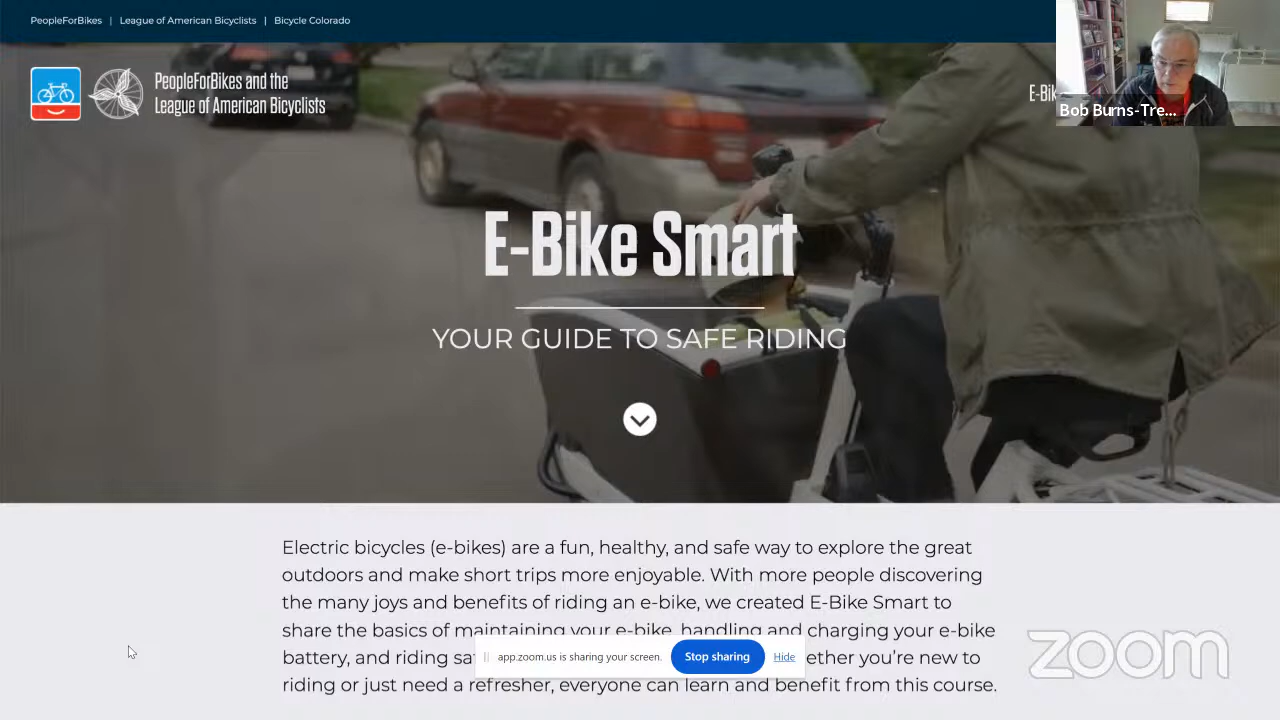 PeopleForBikes | League of American Bicyclists | Bicycle Colorado
PeopleForBikes and the
League of American Bicyclists
E-Bik
Bob Burns-Tre...
E-Bike Smart
YOUR GUIDE TO SAFE RIDING
Electric bicycles (e-bikes) are a fun, healthy, and safe way to explore the great
outdoors and make short trips more enjoyable. With more people discovering
the many joys and benefits of riding an e-bike, we created E-Bike Smart to
share the basics of maintaining your e-bike, handling and charging your e-bike
battery, and riding sa ether you're new to
app.zoom.us is sharing your screen. Stop sharing Hide
riding or just need a refresher, everyone can learn and benefit from this course.
zoom